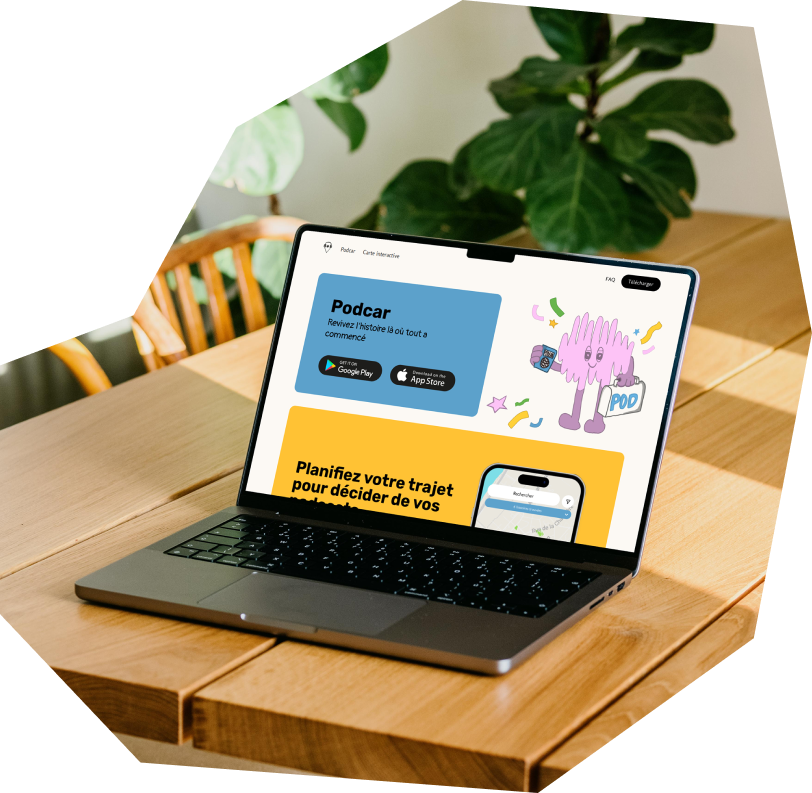 Podcar Carte interactive
FAQ Télécharger
Podcar
Revivez l'histoire là où tout a
commencé
GET IT ON
Google Play
Download on the
App Store
POD
Planifiez votre trajet
pour décider de vos
podcasts
Rechercher